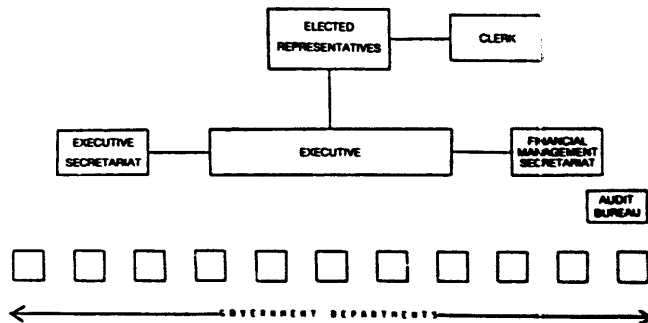 ELECTED
REPRESENTATIVES
CLERK
EXECUTIVE
SECRETARIAT
EXECUTIVE
FINANCIAL
MANAGEMENT
SECRETARIAT
AUDIT
BUREAU
GOVERNMENT DEPARTMENTS